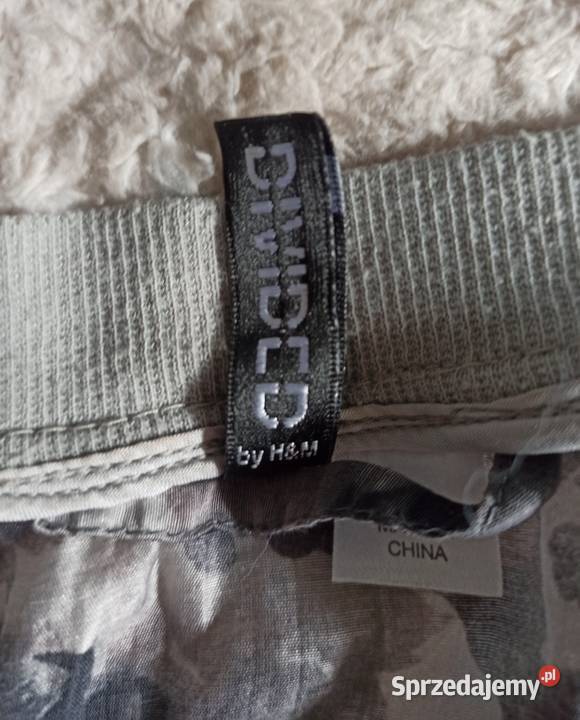 DIVIDED
by H&M
CHINA
Sprzedajemy.pl